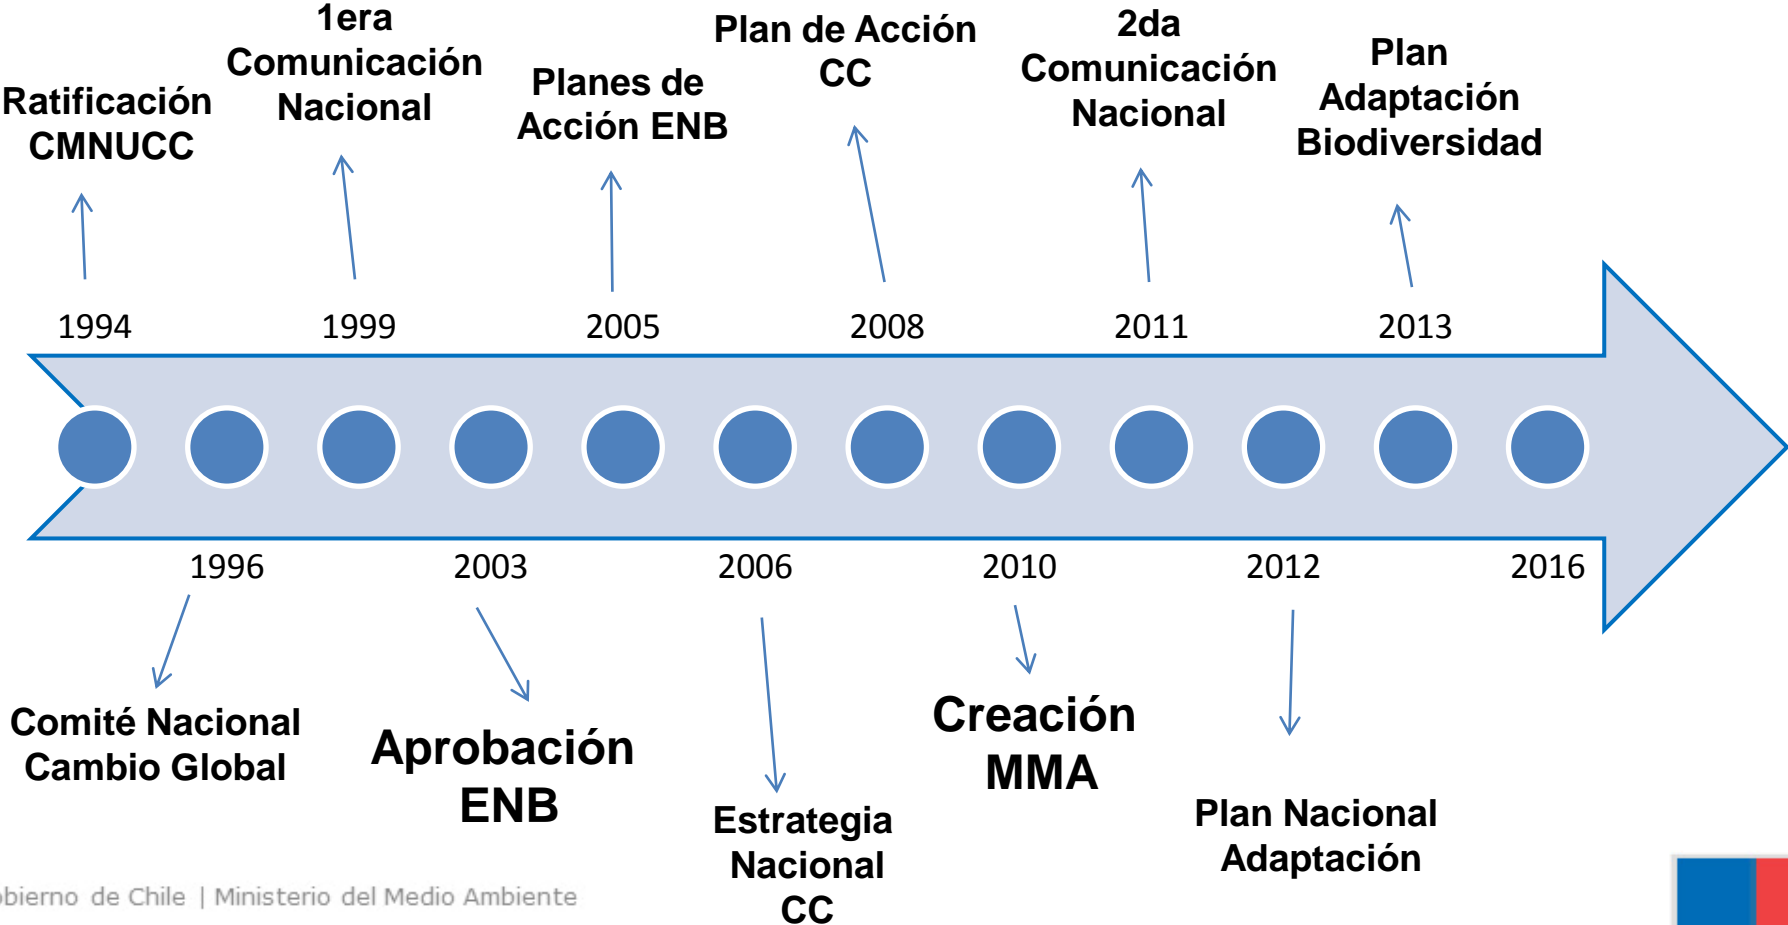 1era
Comunicación
Nacional
Plan de Acción
CC
2da
Comunicación
Nacional
Plan
Adaptación
Biodiversidad
Planes de
Acción ENB
Ratificación
CMNUCC
1994
1999
2005
2008
2011
2013
1996
2003
2006
2010
2012
2016
Comité Nacional
Cambio Global
Aprobación
ENB
Estrategia
Nacional
CC
Creación
MMA
Plan Nacional
Adaptación
de Chile | Ministerio del Medio Ambiente